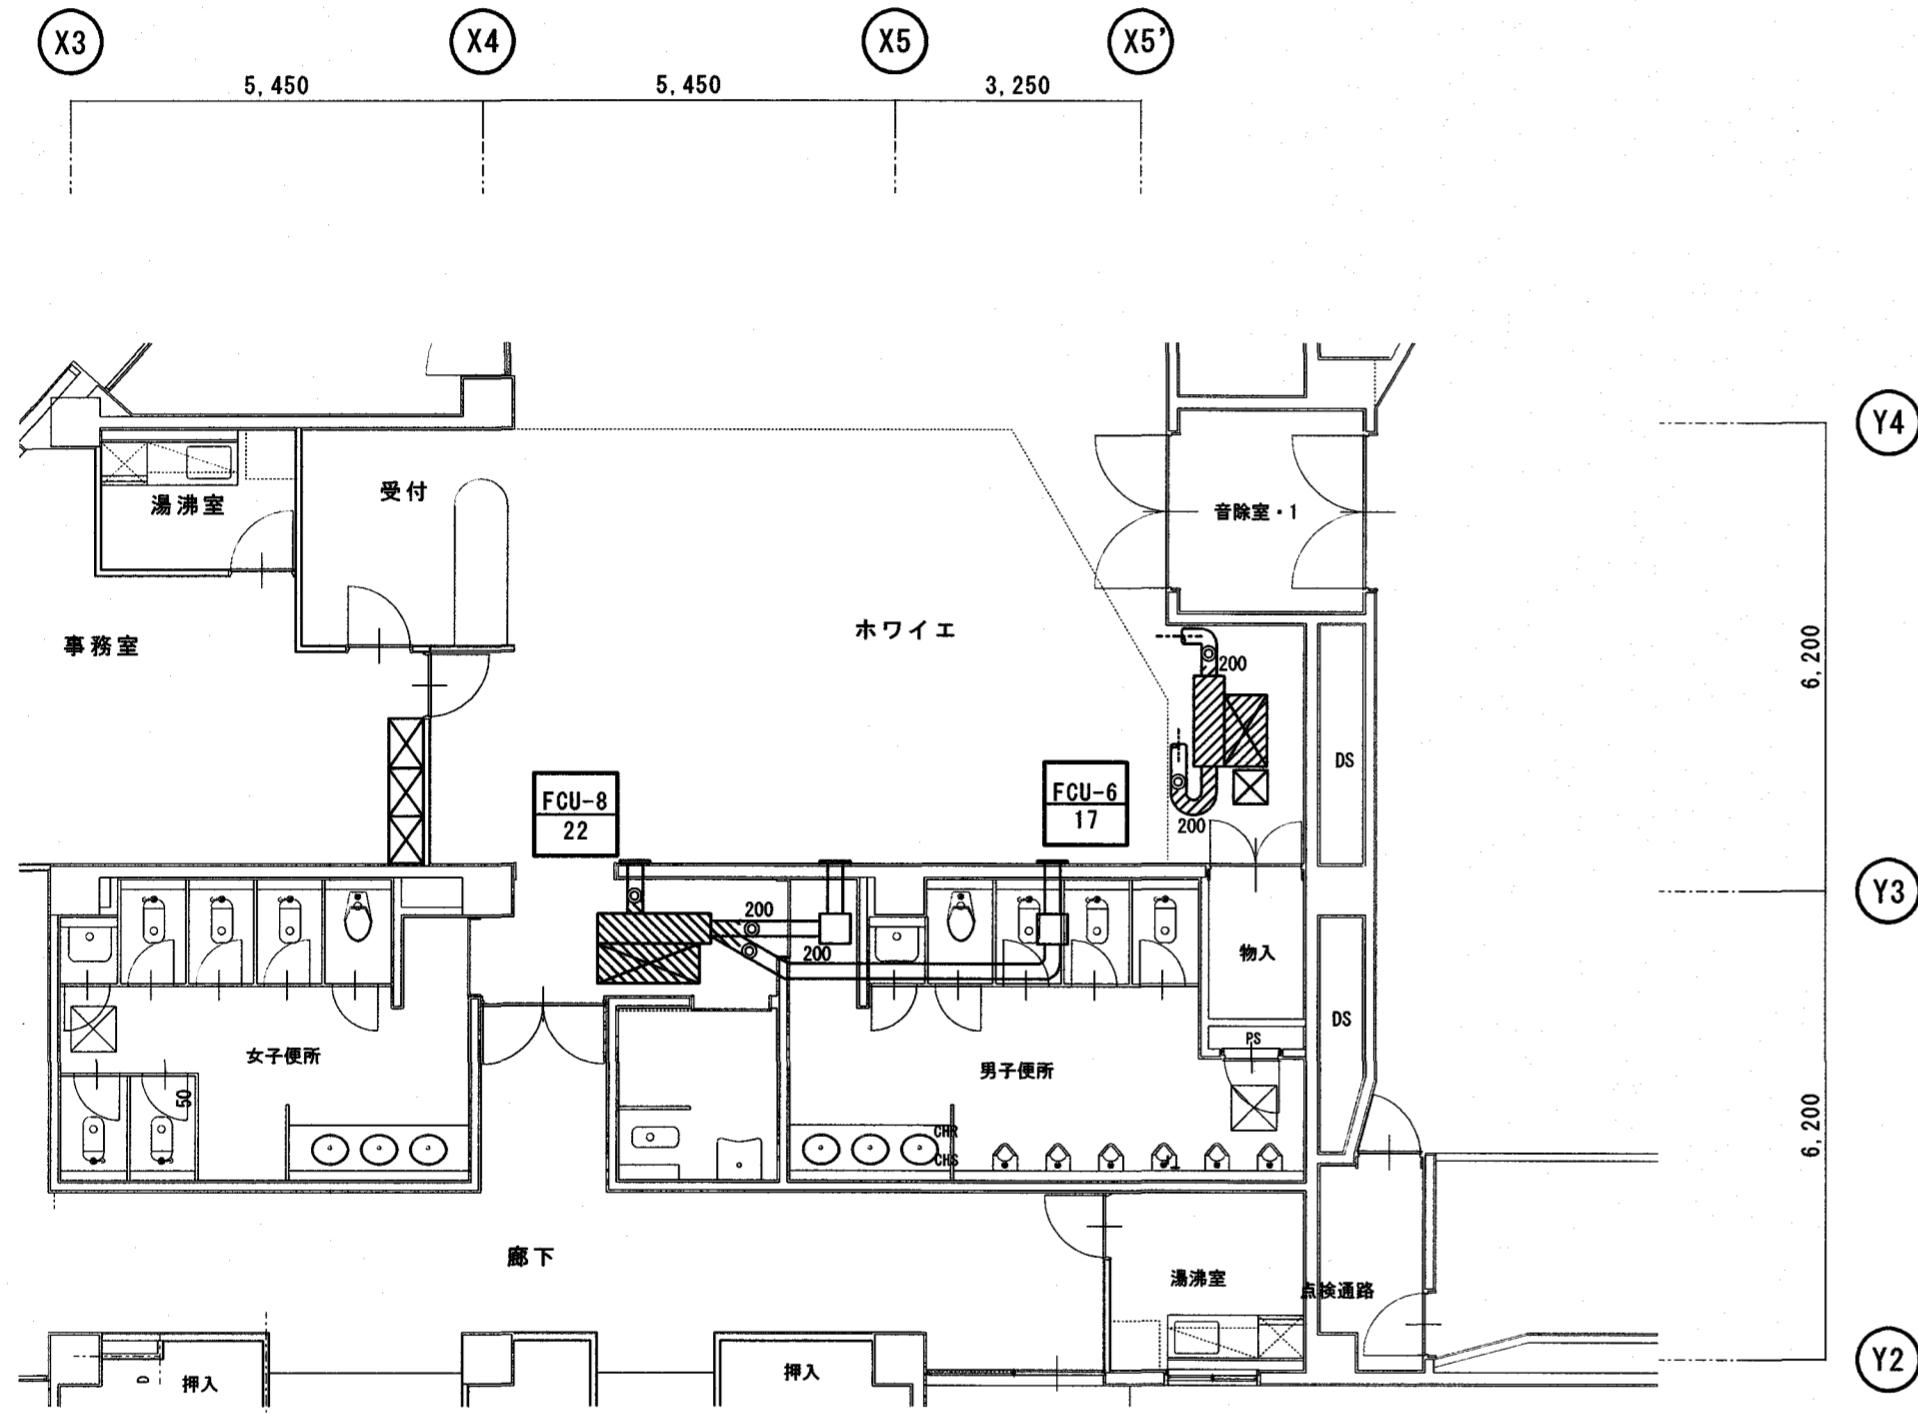 X3
X4
X5
X5'
5,450
5,450
3,250
Y4
湯沸室
受付
音除室・1
ホワイエ
事務室
6,200
200
DS
FCU-8
22
FCU-6
17
200
Y3
200
200
物入
DS
PS
女子便所
男子便所
50
CHR
CHS
6,200
廊下
湯沸室
点検通路
Y2
押入
押入
D